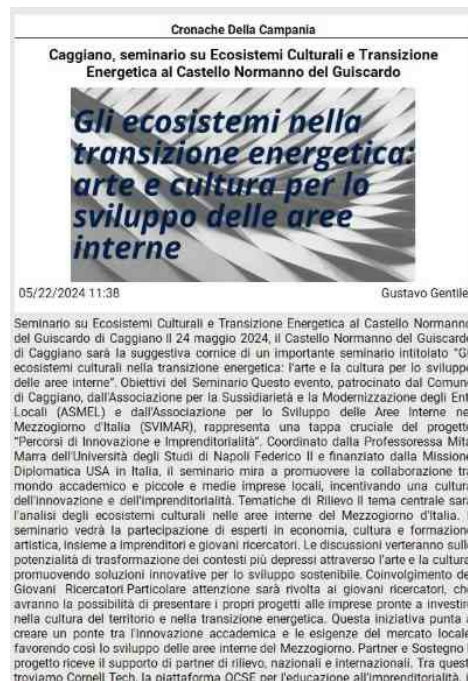 Cronache Della Campania
Caggiano, seminario su Ecosistemi Culturali e Transizione
Energetica al Castello Normanno del Guiscardo
Gli ecosistemi nella
transizione energetica:
arte e cultura per lo
sviluppo delle aree
interne
05/22/2024 11:38 Gustavo Gentile
Seminario su Ecosistemi Culturali e Transizione Energetica al Castello Normanno
del Guiscardo di Caggiano Il 24 maggio 2024, il Castello Normanno del Guiscardo
di Caggiano sarà la suggestiva cornice di un importante seminario intitolato "Gli
ecosistemi culturali nella transizione energetica: l'arte e la cultura per lo sviluppo
delle aree interne". Obiettivi del Seminario Questo evento, patrocinato dal Comune
di Caggiano, dall'Associazione per la Sussidiarietà e la Modernizzazione degli Enti
Locali (ASMEL) e dall'Associazione per lo Sviluppo delle Aree Interne nel
Mezzogiorno d'Italia (SVIMAR), rappresenta una tappa cruciale del progetto
"Percorsi di Innovazione e Imprenditorialità". Coordinato dalla Professoressa Mita
Marra dell'Università degli Studi di Napoli Federico II e finanziato dalla Missione
Diplomatica USA in Italia, il seminario mira a promuovere la collaborazione tra
mondo accademico e piccole e medie imprese locali, incentivando una cultura
dell'innovazione e dell'imprenditorialità. Tematiche di Rilievo Il tema centrale sarà
l'analisi degli ecosistemi culturali nelle aree interne del Mezzogiorno d'Italia.
seminario vedrà la partecipazione di esperti in economia, cultura e formazione
artistica, insieme a imprenditori e giovani ricercatori. Le discussioni verteranno sulle
potenzialità di trasformazione dei contesti più depressi attraverso l'arte e la cultura,
promuovendo soluzioni innovative per lo sviluppo sostenibile. Coinvolgimento dei
Giovani Ricercatori Particolare attenzione sarà rivolta ai giovani ricercatori, che
avranno la possibilità di presentare i propri progetti alle imprese pronte a investire
nella cultura del territorio e nella transizione energetica. Questa iniziativa punta a
creare un ponte tra l'innovazione accademica e le esigenze del mercato locale,
favorendo così lo sviluppo delle aree interne del Mezzogiorno. Partner e Sostegno Il
progetto riceve il supporto di partner di rilievo, nazionali e internazionali. Tra questi
troviamo Cornell Tech, la piattaforma OCSE per l'educazione all'imprenditorialità,